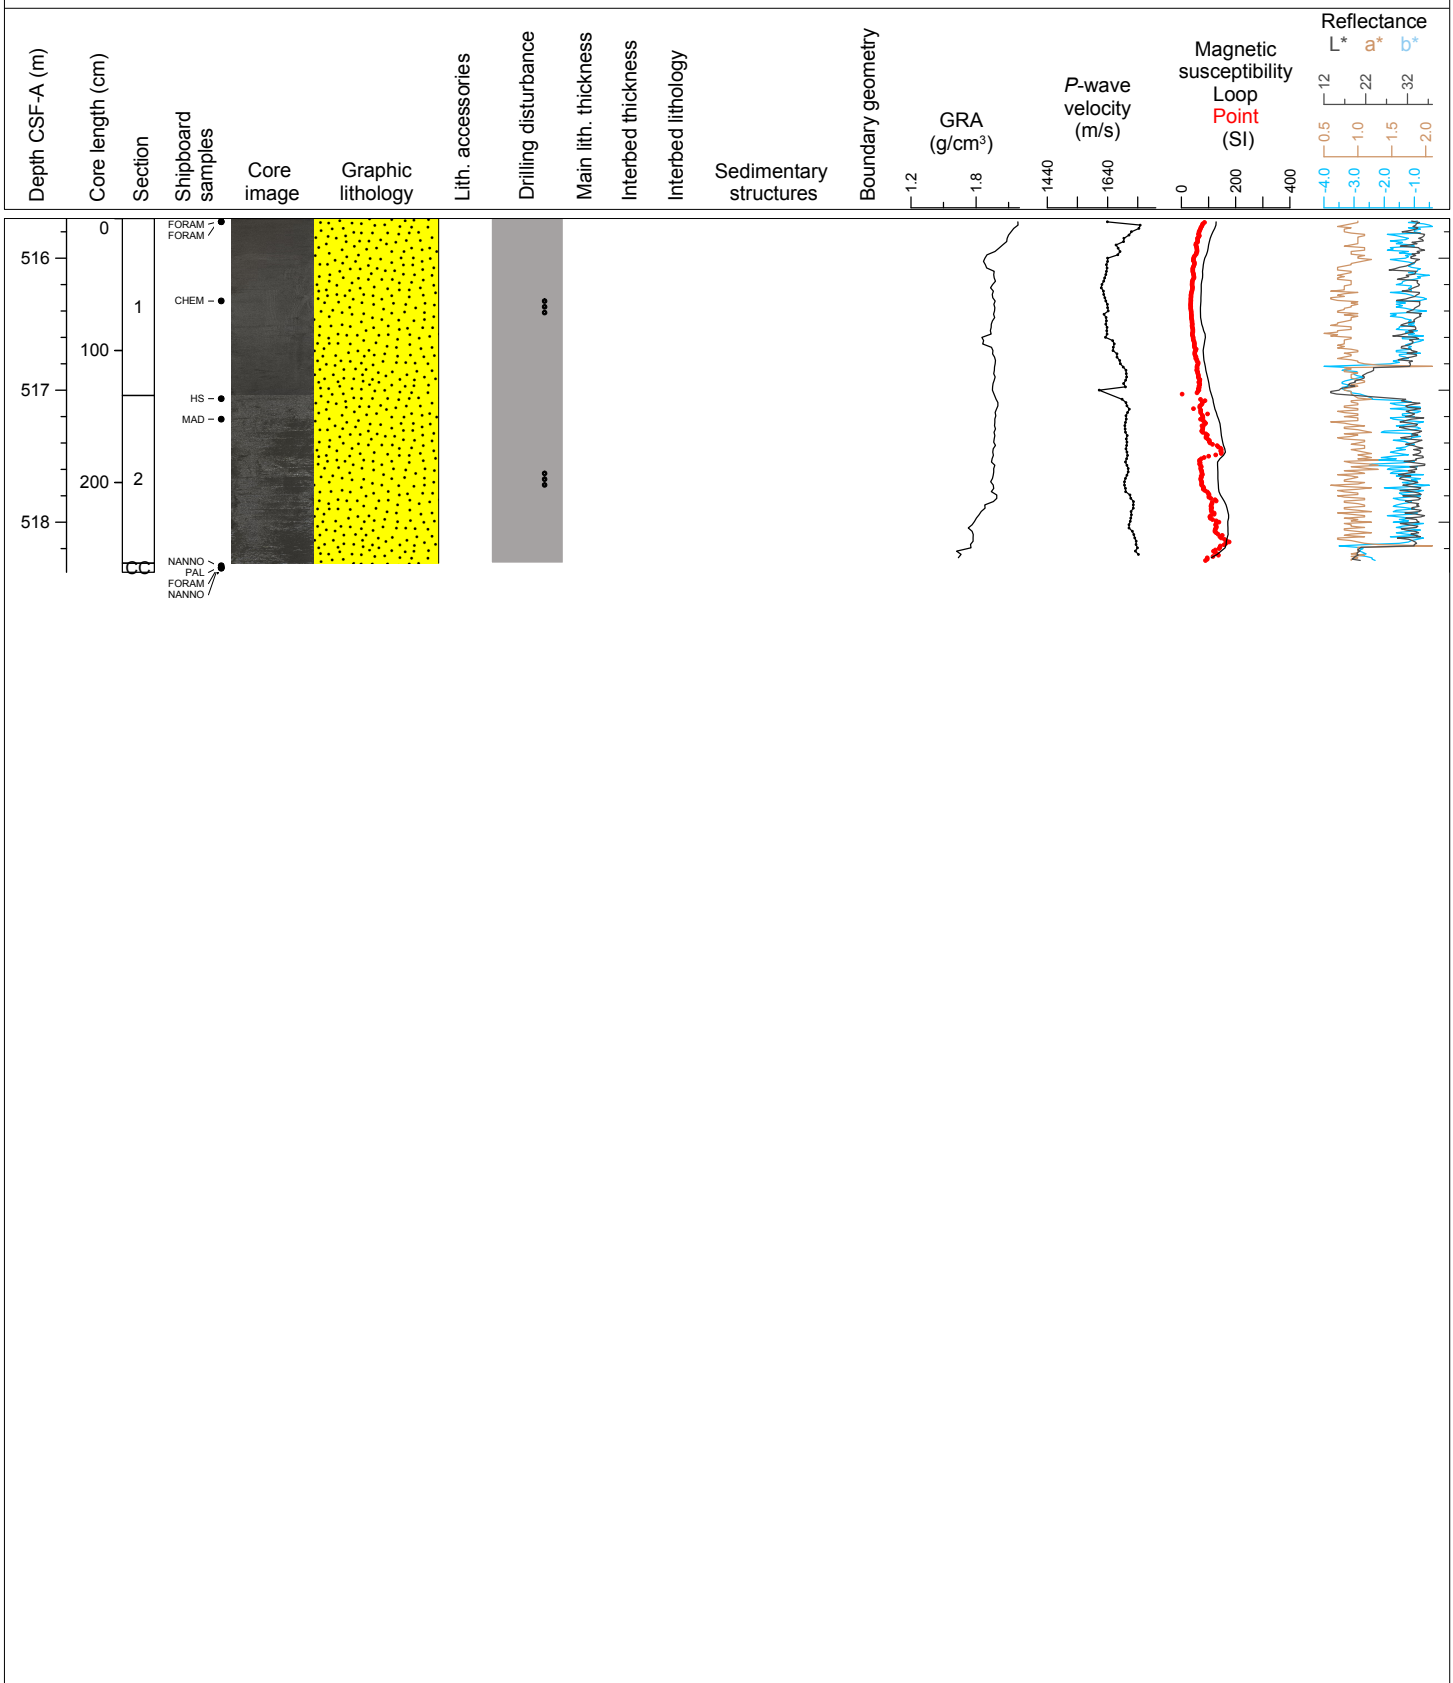 Depth CSF-A (m)
Core length (cm)
Section
Shipboard
samples
Core
image
Graphic
lithology
Lith. accessories
Drilling disturbance
Main lith. thickness
Interbed thickness
Interbed lithology
Sedimentary
structures
Boundary geometry
GRA
(g/cm³)
1.2
1.8
P-wave
velocity
(m/s)
1440
1640
Magnetic
susceptibility
Loop
Point
(SI)
0
200
400
Reflectance
L* a* b*
12
22
32
0.5
1.0
1.5
2.0
-4.0
-3.0
-2.0
-1.0
516
517
518
0
100
200
1
2
CC
FORAM
FORAM
CHEM
HS
MAD
NANNO
PAL
FORAM
NANNO